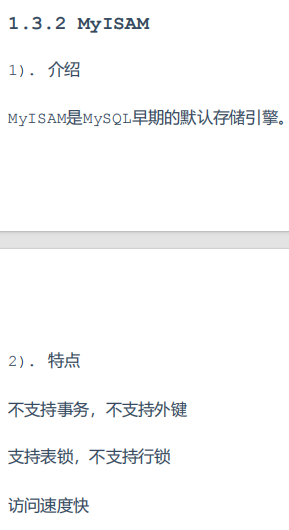 1.3.2 MyISAM
1). 介绍
MyISAM是MySQL早期的默认存储引擎。
2). 特点
不支持事务，不支持外键
支持表锁，不支持行锁
访问速度快